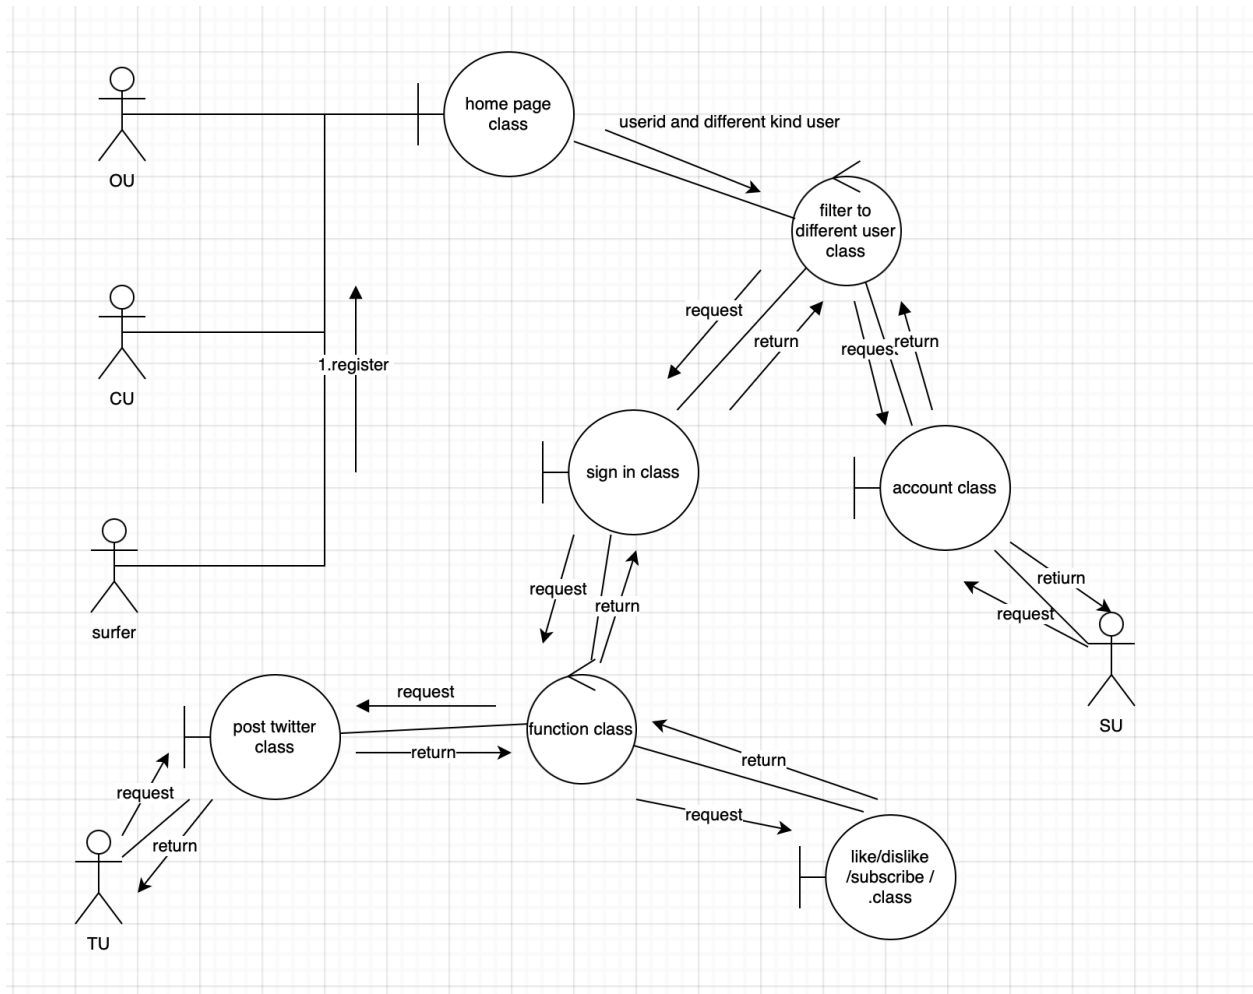 home page
class
OU
userid and different kind user
filter to
different user
class
CU
1.register
request
return
request
return
sign in class
account class
surfer
request
return
retiurn
request
SU
post twitter
class
request
return
function class
request
return
return
request
TU
like/dislike
/subscribe /
.class